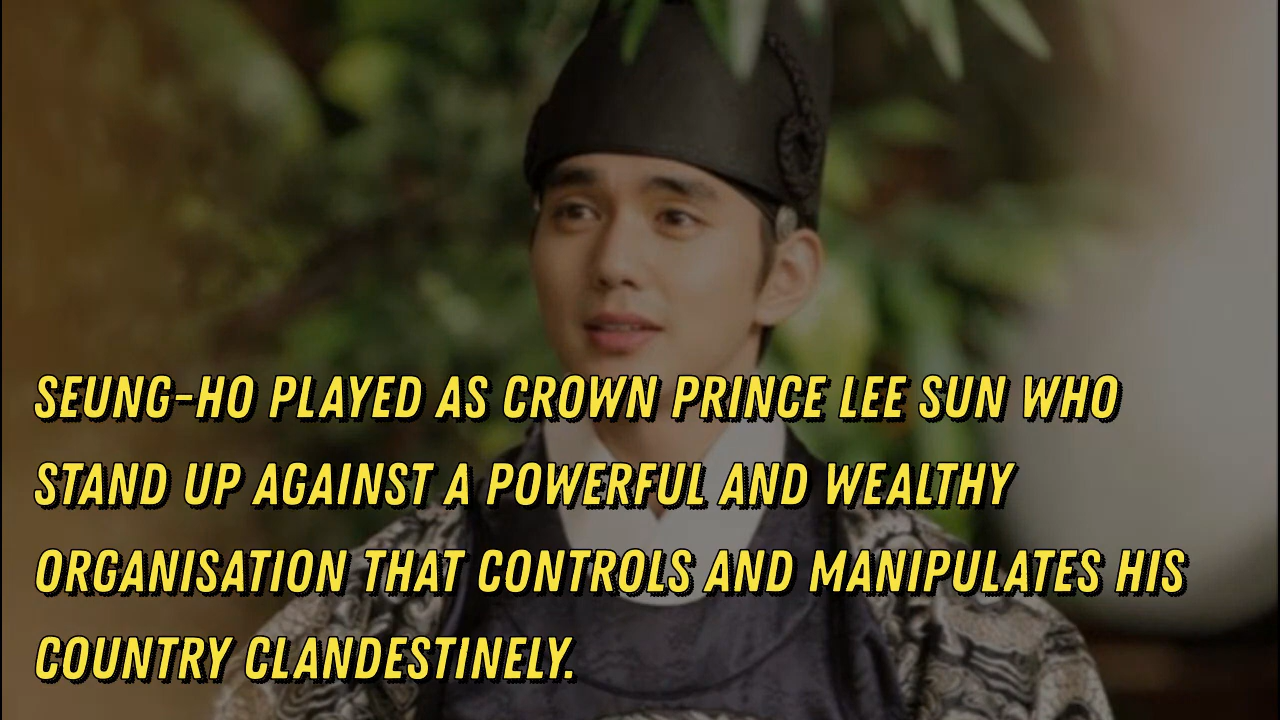 SEUNG-HO PLAYED AS CROWN PRINCE LEE SUN WHO
STAND UP AGAINST A POWERFUL AND WEALTHY
ORGANISATION THAT CONTROLS AND MANIPULATES HIS
COUNTRY CLANDESTINELY.